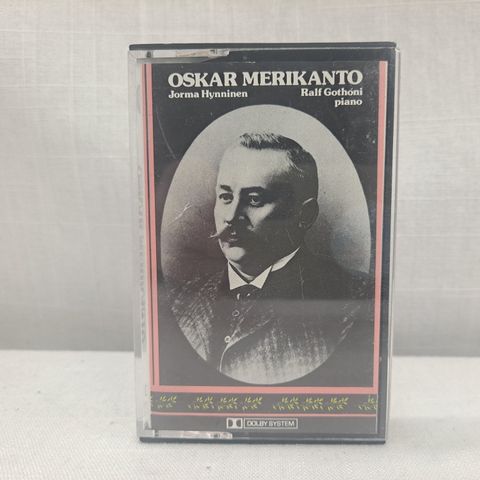 OSKAR MERIKANTO
Jorma Hynninen Ralf Gothóni
piano
DOLBY SYSTEM